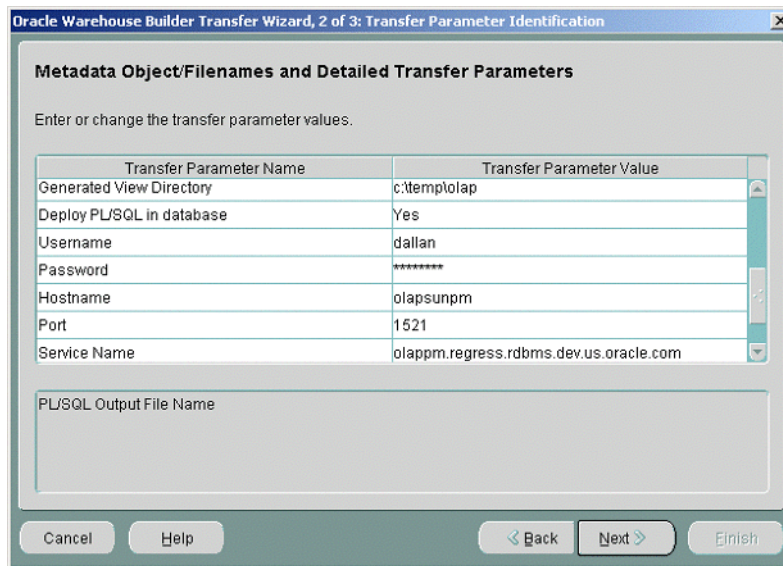 Oracle Warehouse Builder Transfer Wizard, 2 of 3: Transfer Parameter Identification
Metadata Object/Filenames and Detailed Transfer Parameters
Enter or change the transfer parameter values.
Transfer Parameter Name Transfer Parameter Value
Generated View Directory c:\temp\olap
Deploy PL/SQL in database Yes
Username dallan
Password ********
Hostname olapsunpm
Port 1521
Service Name olappm.regress.rdbms.dev.us.oracle.com
PL/SQL Output File Name
Cancel Help Back Next Finish